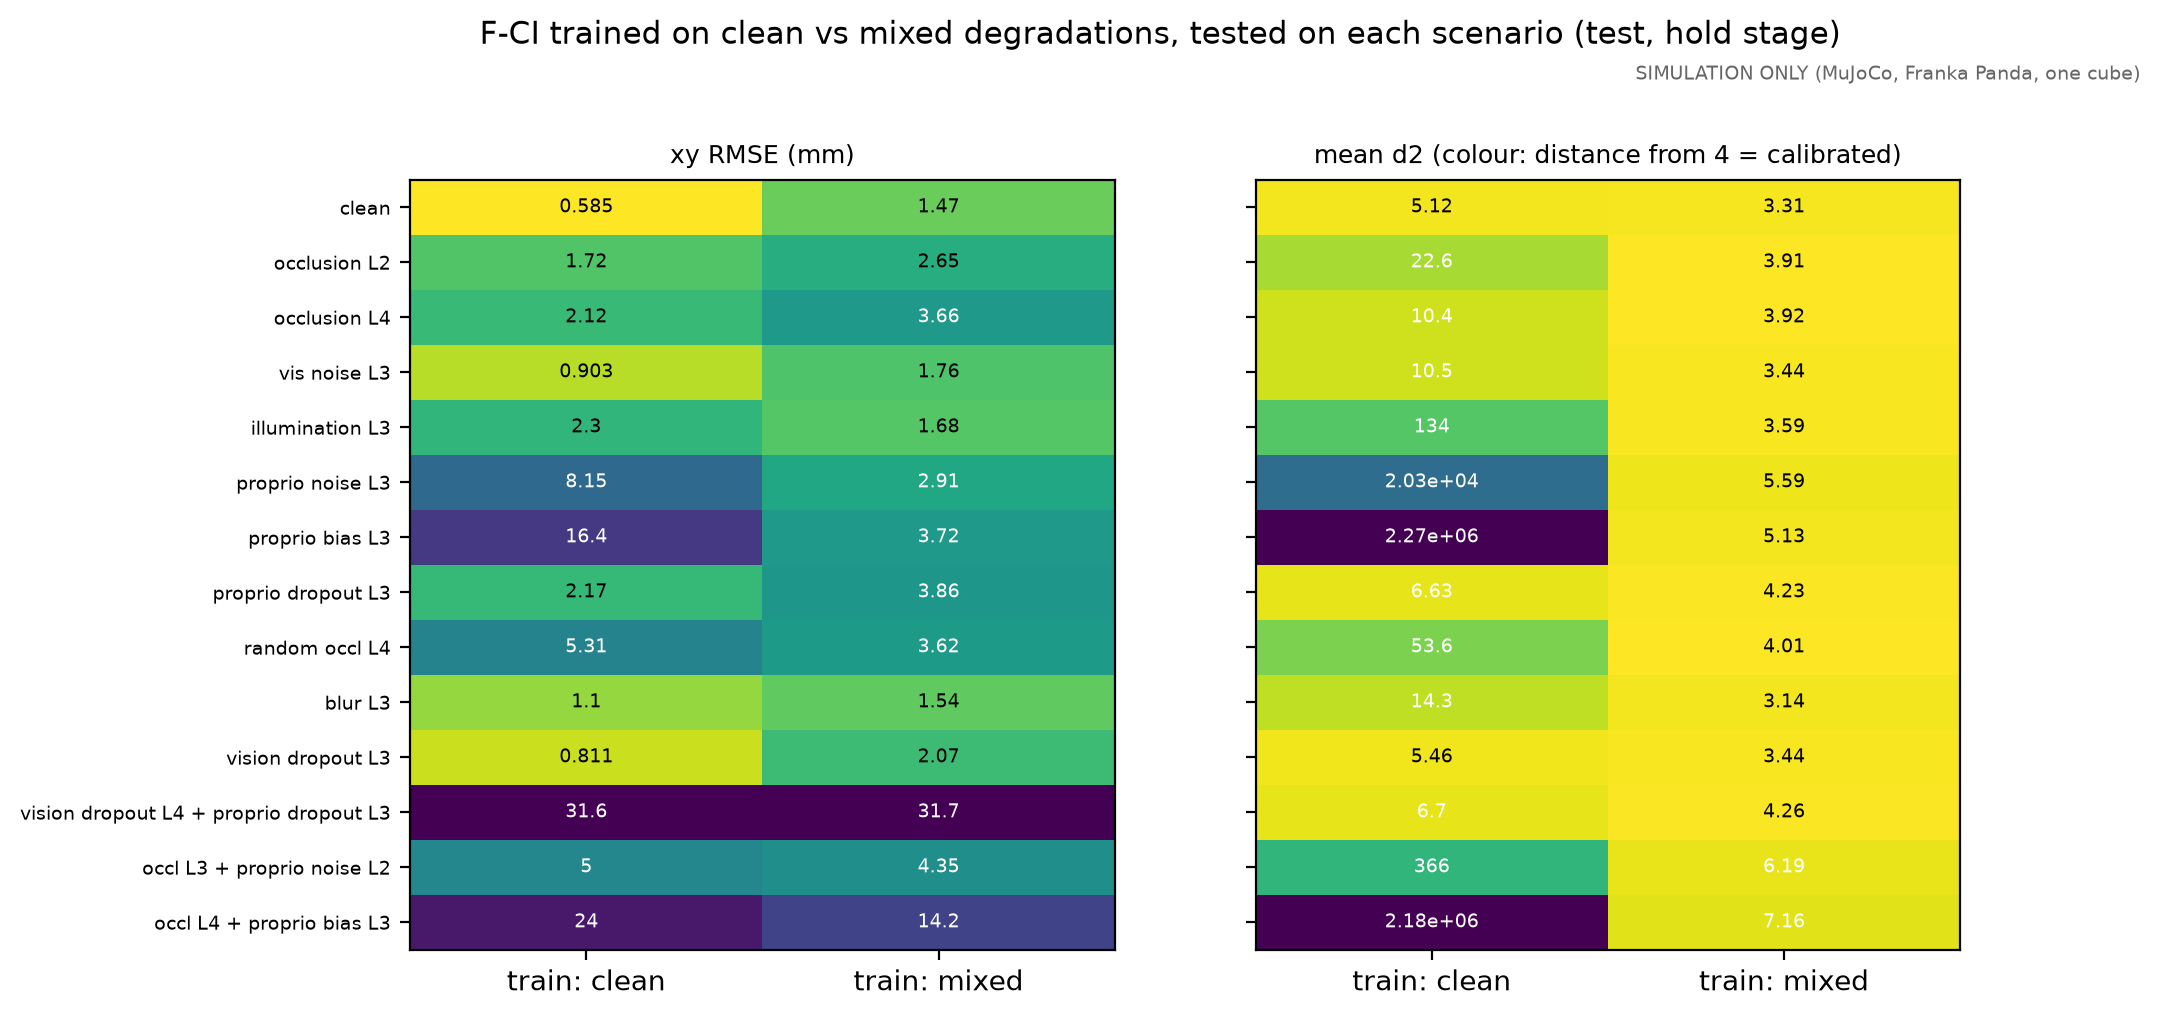 F-CI trained on clean vs mixed degradations, tested on each scenario (test, hold stage)
SIMULATION ONLY (MuJoCo, Franka Panda, one cube)
xy RMSE (mm)
mean d2 (colour: distance from 4 = calibrated)
clean 0.585 1.47 5.12 3.31
occlusion L2 1.72 2.65 22.6 3.91
occlusion L4 2.12 3.66 10.4 3.92
vis noise L3 0.903 1.76 10.5 3.44
illumination L3 2.3 1.68 134 3.59
proprio noise L3 8.15 2.91 2.03e+04 5.59
proprio bias L3 16.4 3.72 2.27e+06 5.13
proprio dropout L3 2.17 3.86 6.63 4.23
random occl L4 5.31 3.62 53.6 4.01
blur L3 1.1 1.54 14.3 3.14
vision dropout L3 0.811 2.07 5.46 3.44
vision dropout L4 + proprio dropout L3 31.6 31.7 6.7 4.26
occl L3 + proprio noise L2 5 4.35 366 6.19
occl L4 + proprio bias L3 24 14.2 2.18e+06 7.16
train: clean train: mixed train: clean train: mixed